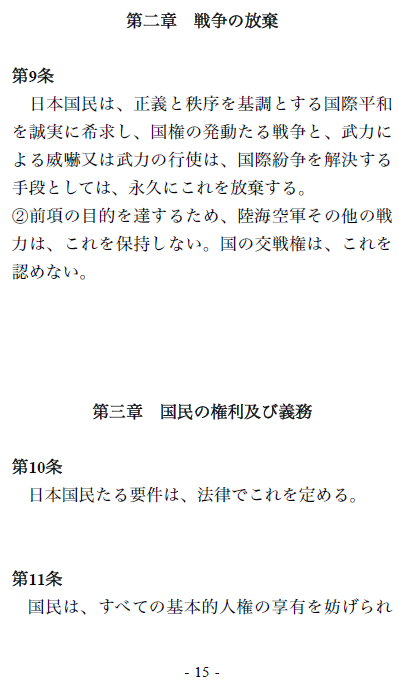 第二章　戦争の放棄
第9条
　日本国民は、正義と秩序を基調とする国際平和
を誠実に希求し、国権の発動たる戦争と、武力に
よる威嚇又は武力の行使は、国際紛争を解決する
手段としては、永久にこれを放棄する。
②前項の目的を達するため、陸海空軍その他の戦
力は、これを保持しない。国の交戦権は、これを
認めない。
第三章　国民の権利及び義務
第10条
　日本国民たる要件は、法律でこれを定める。
第11条
　国民は、すべての基本的人権の享有を妨げられ
- 15 -